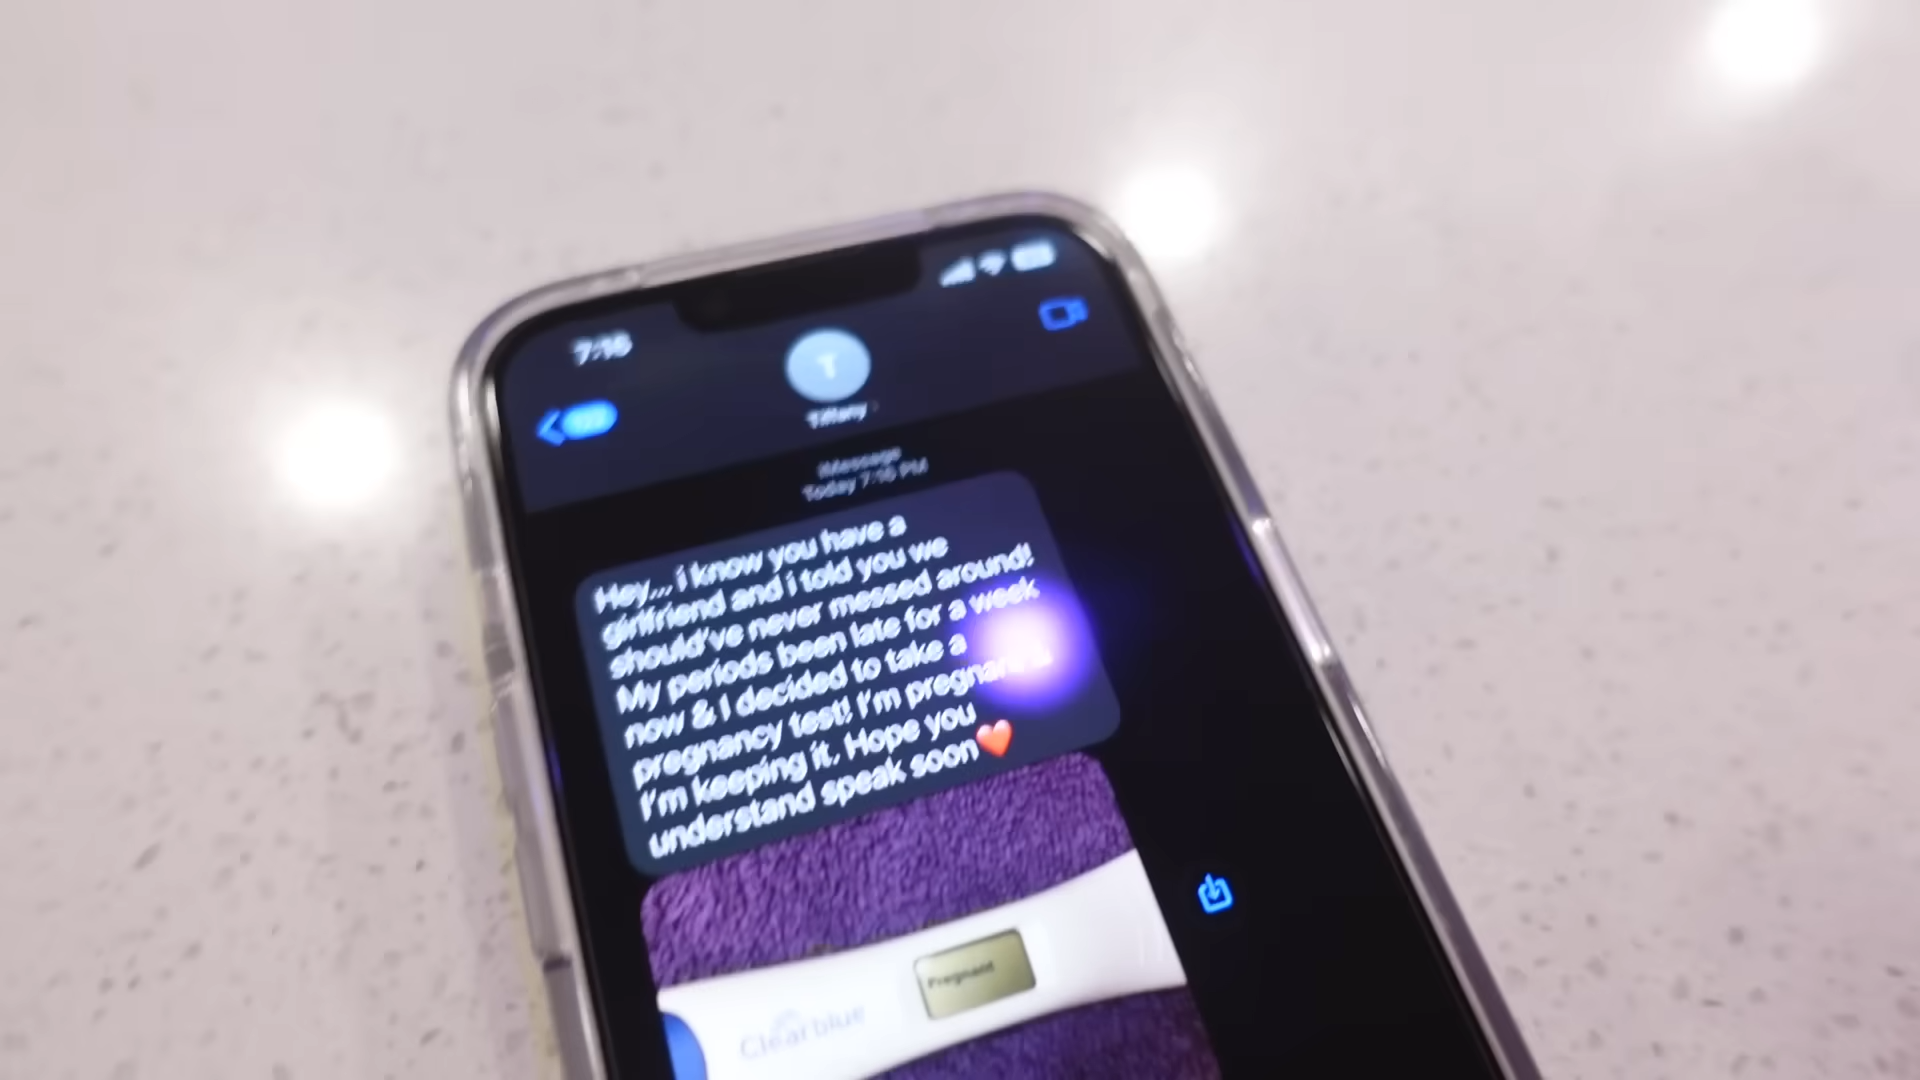 7:16
T
Tiffany
iMessage
Today 7:16 PM
Hey... i know you have a
girlfriend and i told you we
should've never messed around!
My periods been late for a week
now & I decided to take a
pregnancy test! I'm pregnant &
I'm keeping it. Hope you
understand speak soon❤️
Pregnant
Clearblue